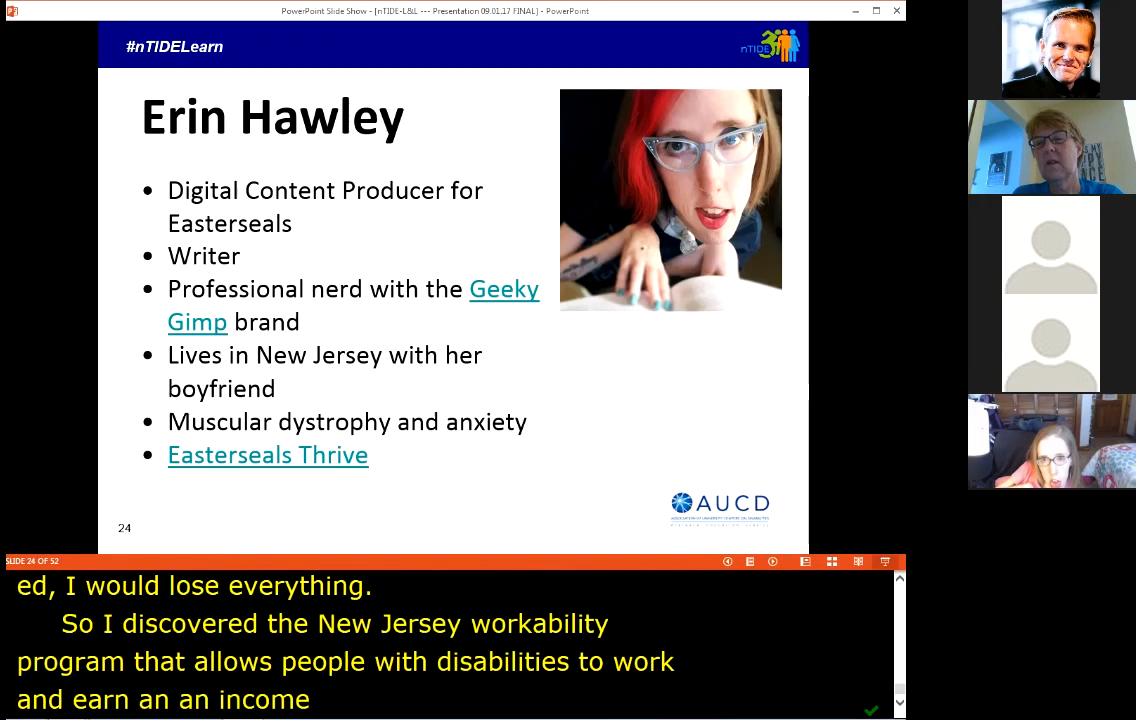 PowerPoint Slide Show - [nTIDE-L&L --- Presentation 09.01.17 FINAL] - PowerPoint
#nTIDELearn
nTIDE
Erin Hawley
• Digital Content Producer for
Easterseals
• Writer
• Professional nerd with the Geeky
Gimp brand
• Lives in New Jersey with her
boyfriend
• Muscular dystrophy and anxiety
• Easterseals Thrive
AUCD
24
SLIDE 24 OF 52
ed, I would lose everything.
So I discovered the New Jersey workability
program that allows people with disabilities to work
and earn an an income